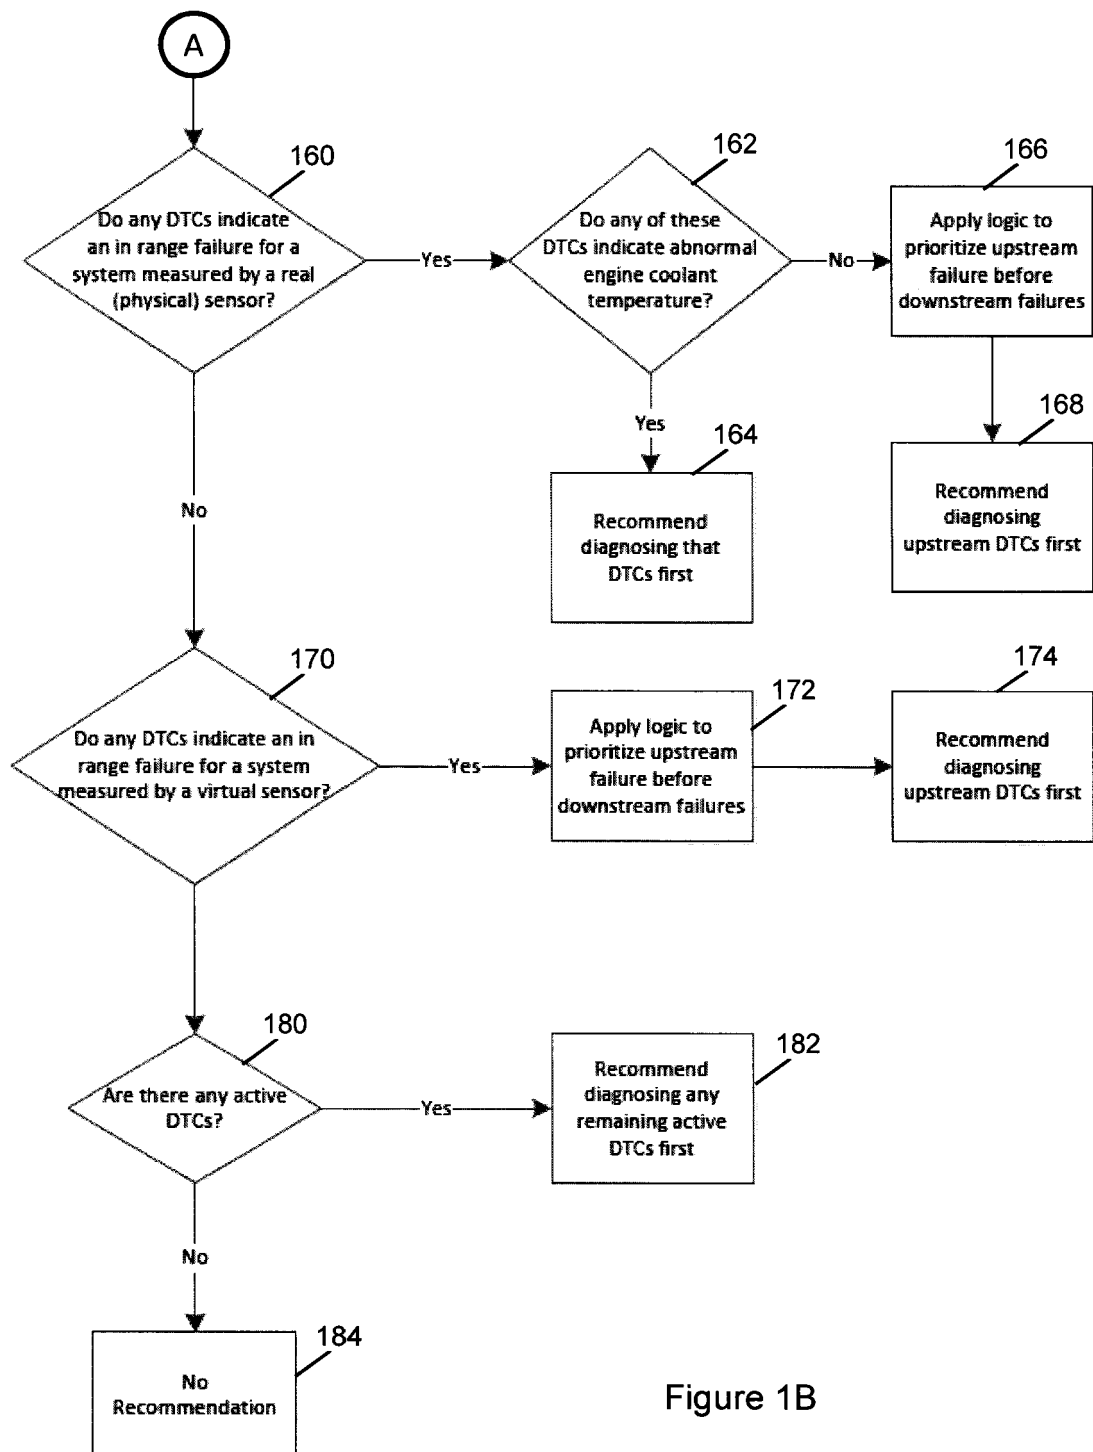 A
160
Do any DTCs indicate
an in range failure for a
system measured by a real
(physical) sensor?
Yes
162
Do any of these
DTCs indicate abnormal
engine coolant
temperature?
No
166
Apply logic to
prioritize upstream
failure before
downstream failures
Yes
164
Recommend
diagnosing that
DTCs first
168
Recommend
diagnosing
upstream DTCs first
No
170
Do any DTCs indicate an in
range failure for a system
measured by a virtual sensor?
Yes
172
Apply logic to
prioritize upstream
failure before
downstream failures
174
Recommend
diagnosing
upstream DTCs first
180
Are there any active
DTCs?
Yes
182
Recommend
diagnosing any
remaining active
DTCs first
No
184
No
Recommendation
Figure 1B